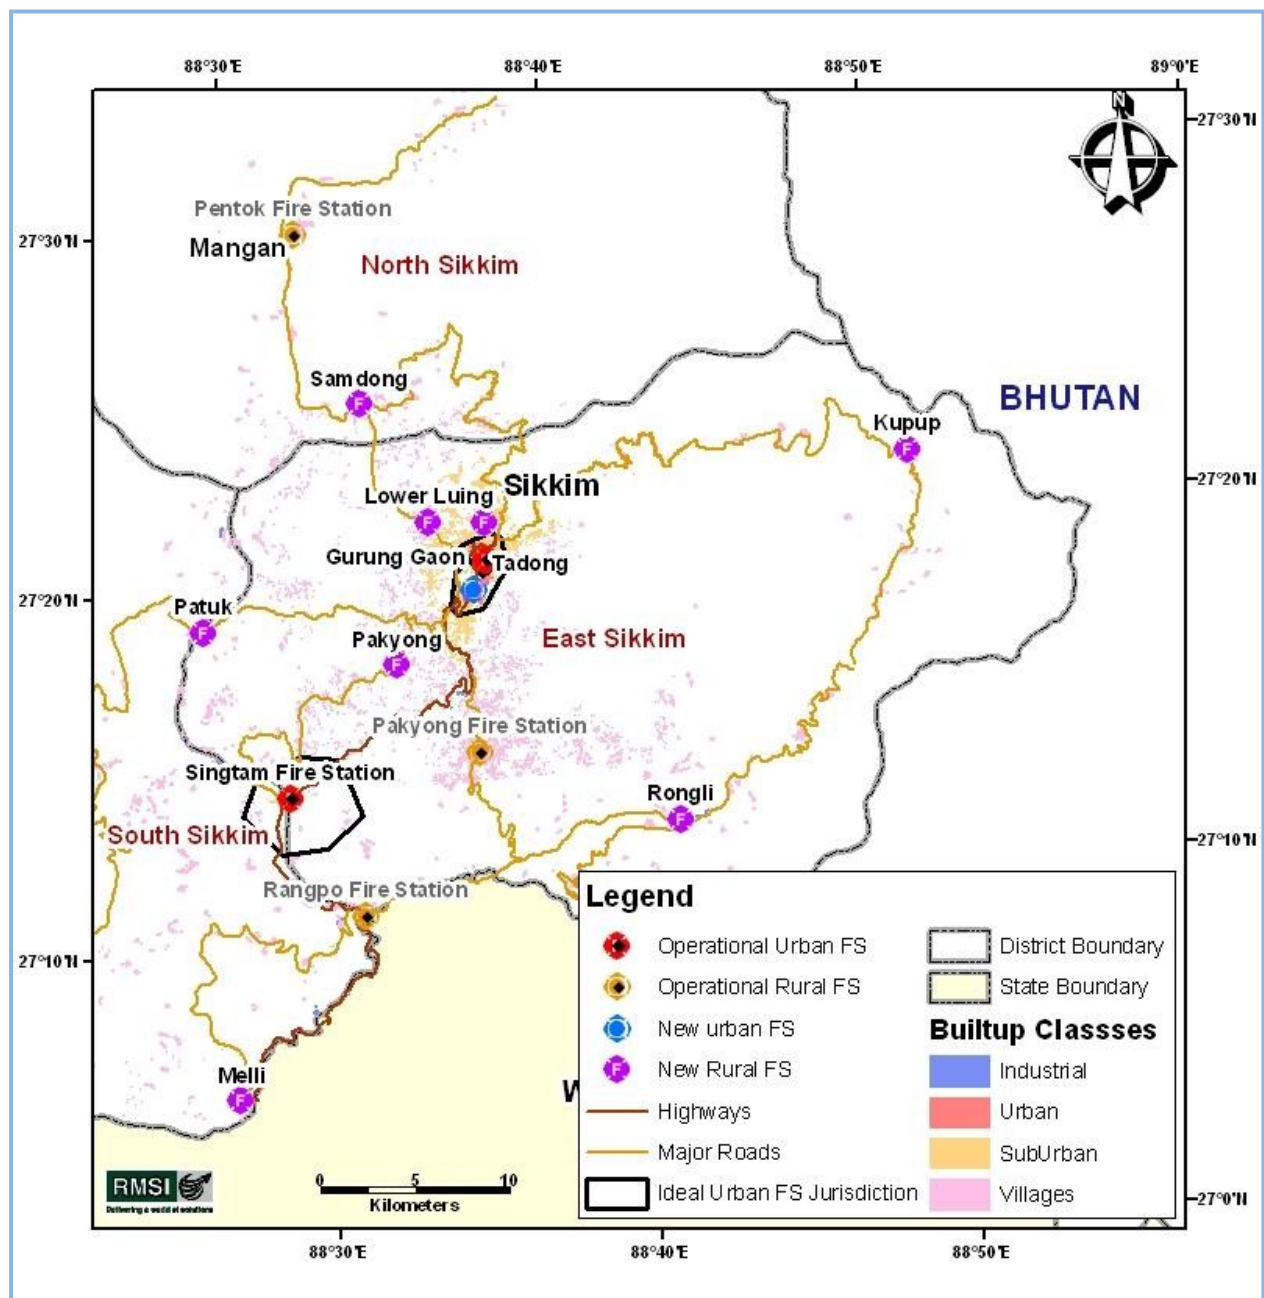 88°30'E 88°40'E 88°50'E 89°0'E
N
27°30'N
Pentok Fire Station
27°30'N
Mangan
North Sikkim
Samdong
BHUTAN
Kupup
27°20'N
Sikkim
Lower Luing
Gurung Gaon
Tadong
27°20'N
Patuk
Pakyong
East Sikkim
Pakyong Fire Station
Singtam Fire Station
Rongli
South Sikkim
27°10'N
Rangpo Fire Station
27°10'N
Melli
W
Legend
Operational Urban FS
Operational Rural FS
New urban FS
New Rural FS
Highways
Major Roads
Ideal Urban FS Jurisdiction
District Boundary
State Boundary
Builtup Classses
Industrial
Urban
SubUrban
Villages
RMSI
Delivering a world of solutions
0 5 10
Kilometers
27°0'N
88°30'E 88°40'E 88°50'E